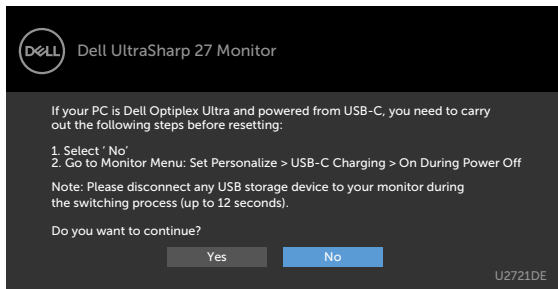 DELL
Dell UltraSharp 27 Monitor
If your PC is Dell Optiplex Ultra and powered from USB-C, you need to carry
out the following steps before resetting:
1. Select ' No'
2. Go to Monitor Menu: Set Personalize > USB-C Charging > On During Power Off
Note: Please disconnect any USB storage device to your monitor during
the switching process (up to 12 seconds).
Do you want to continue?
Yes No
U2721DE